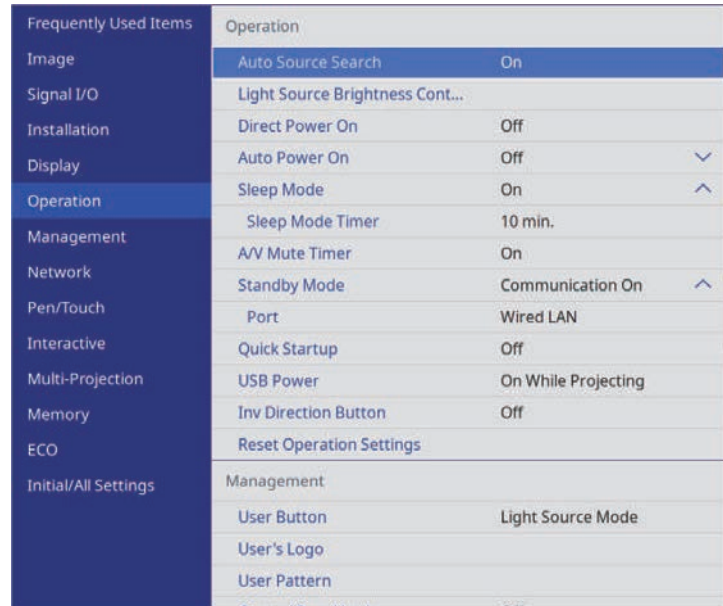 Frequently Used Items
Image
Signal I/O
Installation
Display
Operation
Management
Network
Pen/Touch
Interactive
Multi-Projection
Memory
ECO
Initial/All Settings
Operation
Auto Source Search On
Light Source Brightness Cont...
Direct Power On Off
Auto Power On Off
Sleep Mode On
Sleep Mode Timer 10 min.
A/V Mute Timer On
Standby Mode Communication On
Port Wired LAN
Quick Startup Off
USB Power On While Projecting
Inv Direction Button Off
Reset Operation Settings
Management
User Button Light Source Mode
User's Logo
User Pattern